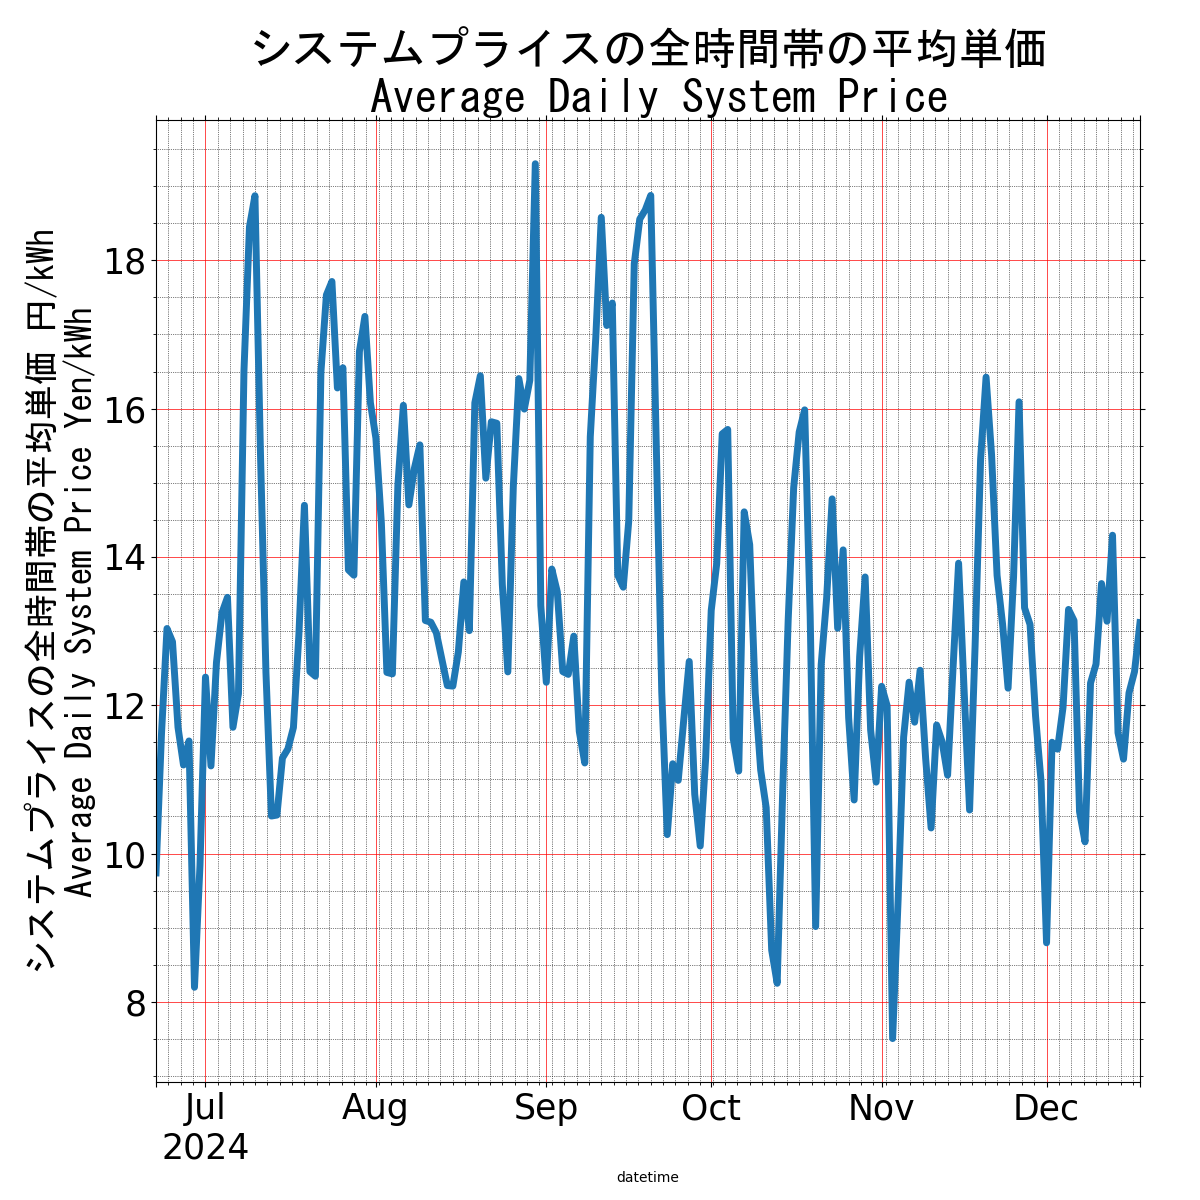 システムプライスの全時間帯の平均単価
Average Daily System Price
システムプライスの全時間帯の平均単価 円/kWh
Average Daily System Price Yen/kWh
18
16
14
12
10
8
Jul
2024
Aug
Sep
Oct
Nov
Dec
datetime